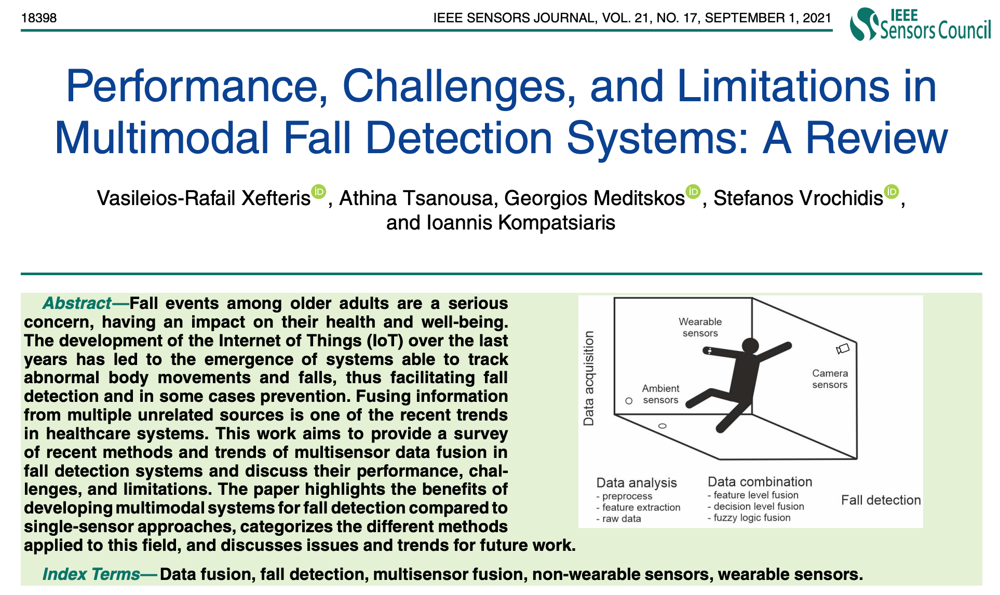 18398
IEEE SENSORS JOURNAL, VOL. 21, NO. 17, SEPTEMBER 1, 2021
IEEE
Sensors Council
Performance, Challenges, and Limitations in
Multimodal Fall Detection Systems: A Review
Vasileios-Rafail Xefteris iD, Athina Tsanousa, Georgios Meditskos iD, Stefanos Vrochidis iD,
and Ioannis Kompatsiaris
Abstract—Fall events among older adults are a serious
concern, having an impact on their health and well-being.
The development of the Internet of Things (IoT) over the last
years has led to the emergence of systems able to track
abnormal body movements and falls, thus facilitating fall
detection and in some cases prevention. Fusing information
from multiple unrelated sources is one of the recent trends
in healthcare systems. This work aims to provide a survey
of recent methods and trends of multisensor data fusion in
fall detection systems and discuss their performance, chal-
lenges, and limitations. The paper highlights the benefits of
developing multimodal systems for fall detection compared to
single-sensor approaches, categorizes the different methods
applied to this field, and discusses issues and trends for future work.
Data acquisition
Wearable
sensors
Camera
sensors
Ambient
sensors
Data analysis
- preprocess
- feature extraction
- raw data
Data combination
- feature level fusion
- decision level fusion
- fuzzy logic fusion
Fall detection
Index Terms—Data fusion, fall detection, multisensor fusion, non-wearable sensors, wearable sensors.